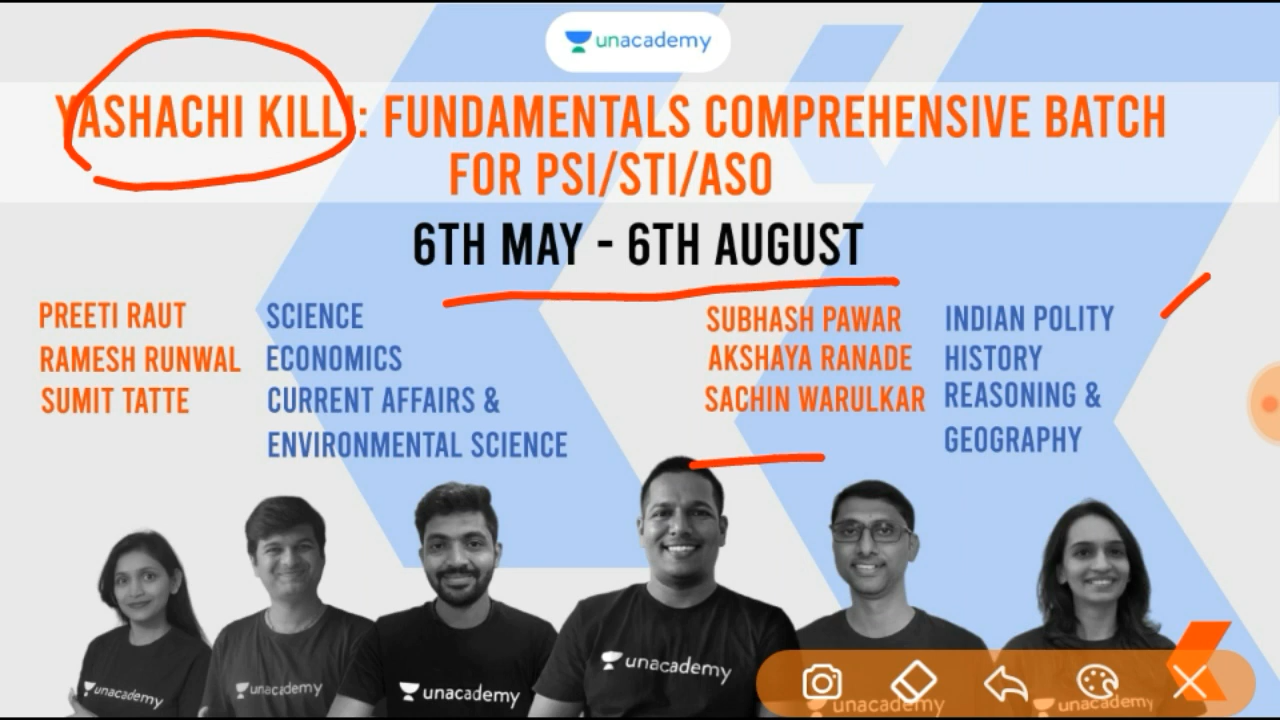 unacademy
YASHACHI KILLI: FUNDAMENTALS COMPREHENSIVE BATCH
FOR PSI/STI/ASO
6TH MAY - 6TH AUGUST
PREETI RAUT SCIENCE
RAMESH RUNWAL ECONOMICS
SUMIT TATTE CURRENT AFFAIRS &
ENVIRONMENTAL SCIENCE
SUBHASH PAWAR INDIAN POLITY
AKSHAYA RANADE HISTORY
SACHIN WARULKAR REASONING &
GEOGRAPHY
unacademy
unacademy
unacademy
unacademy
unacademy
unacademy